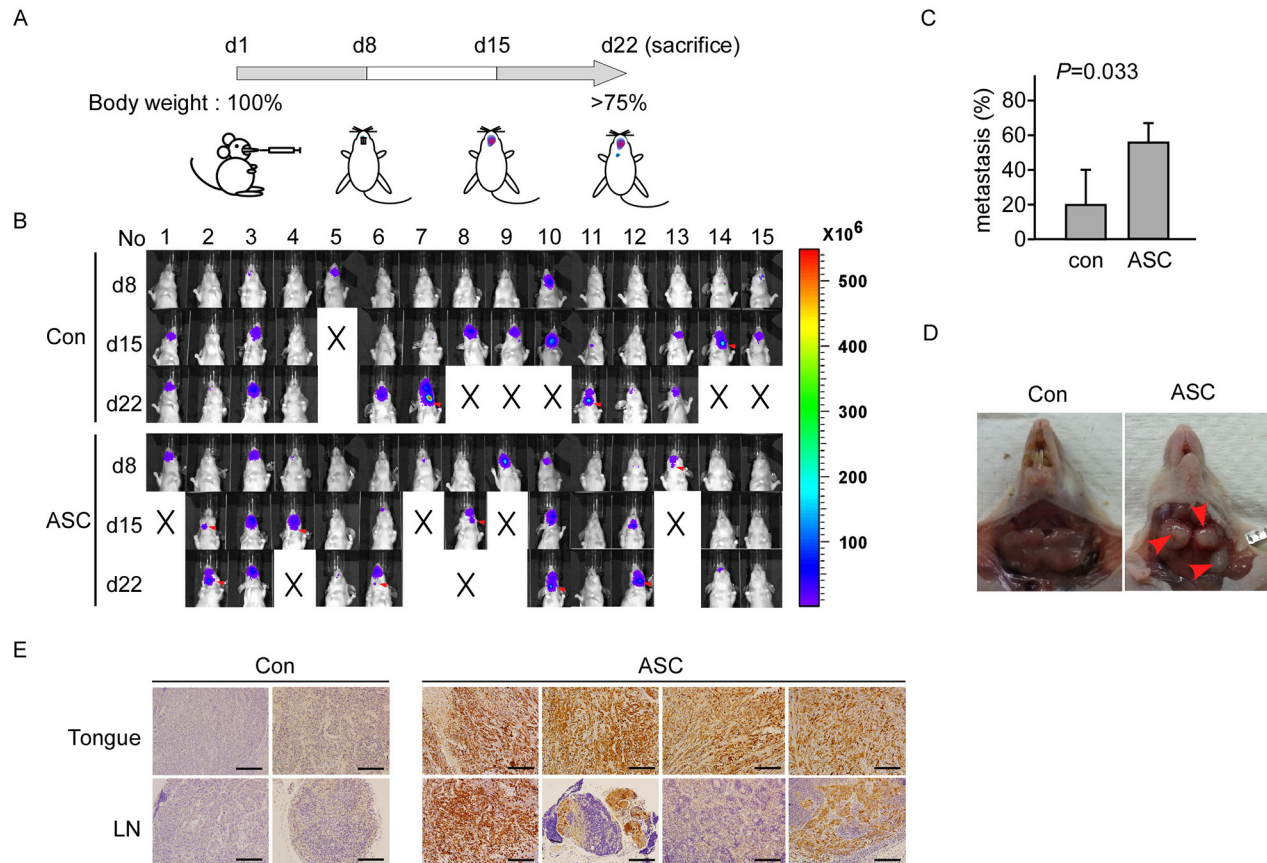 A
d1 d8 d15 d22 (sacrifice)
Body weight : 100% >75%
B
No 1 2 3 4 5 6 7 8 9 10 11 12 13 14 15
Con
d8
d15 X
d22 X X X X X
ASC
d8
d15 X X X X
d22 X X
X10⁶
500
400
300
200
100
C
P=0.033
metastasis (%)
80
60
40
20
0
con ASC
D
Con ASC
E
Con ASC
Tongue
LN